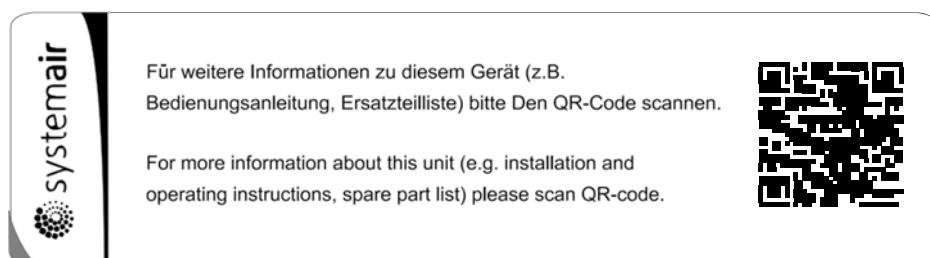 systemair
Für weitere Informationen zu diesem Gerät (z.B.
Bedienungsanleitung, Ersatzteilliste) bitte Den QR-Code scannen.
For more information about this unit (e.g. installation and
operating instructions, spare part list) please scan QR-code.